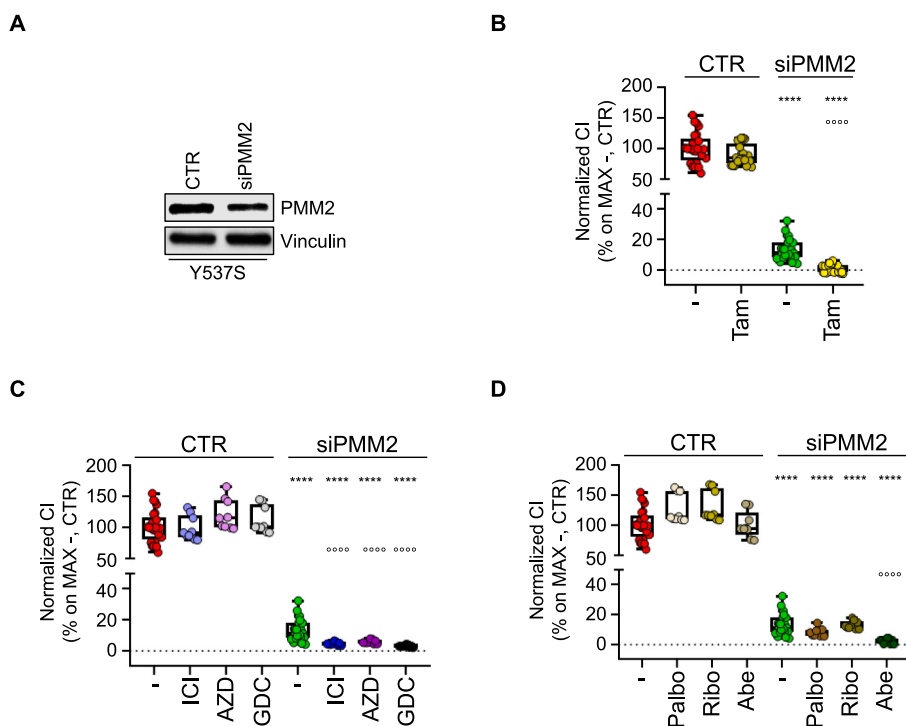 A
CTR
siPMM2
PMM2
Vinculin
Y537S
B
CTR siPMM2
**** ****
°°°°
Normalized CI
(% on MAX -, CTR)
200
150
100
50
40
20
0
- Tam - Tam
C
CTR siPMM2
**** **** **** ****
°°°° °°°° °°°°
Normalized CI
(% on MAX -, CTR)
200
150
100
50
40
20
0
- ICI AZD GDC - ICI AZD GDC
D
CTR siPMM2
**** **** **** ****
°°°°
Normalized CI
(% on MAX -, CTR)
200
150
100
50
40
20
0
- Palbo Ribo Abe - Palbo Ribo Abe